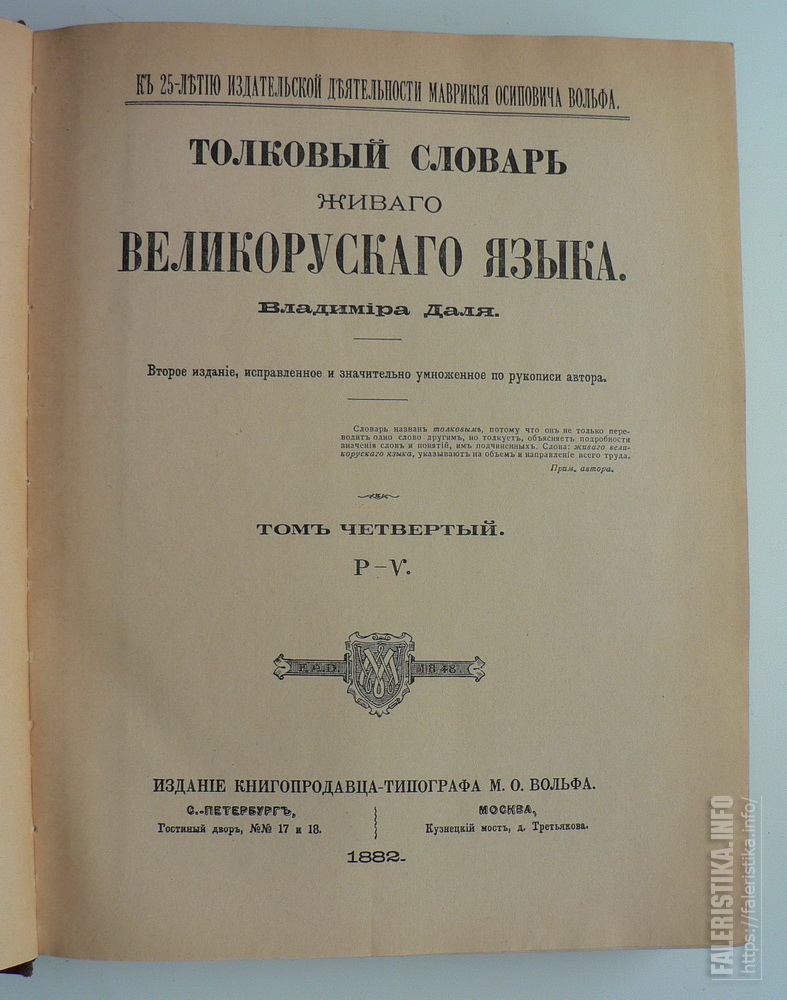 КЪ 25-ЛѢТІЮ ИЗДАТЕЛЬСКОЙ ДѢЯТЕЛЬНОСТИ МАВРИКІЯ ОСИПОВИЧА ВОЛЬФА.
ТОЛКОВЫЙ СЛОВАРЬ
ЖИВАГО
ВЕЛИКОРУСКАГО ЯЗЫКА.
Владиміра Даля.
Второе изданіе, исправленное и значительно умноженное по рукописи автора.
Словарь названъ толковымъ, потому что онъ не только пере-
водитъ одно слово другимъ, но толкуетъ, объясняетъ подробности
значенія словъ и понятій, имъ подчиненныхъ. Слова: живаго вели-
корускаго языка, указываютъ на объемъ и направленіе всего труда.
Прим. автора.
ТОМЪ ЧЕТВЕРТЫЙ.
Р–Ѵ.
F.A.D. 1848.
ИЗДАНІЕ КНИГОПРОДАВЦА-ТИПОГРАФА М. О. ВОЛЬФА.
С.-ПЕТЕРБУРГЪ, МОСКВА,
Гостиный дворъ, №№ 17 и 18. Кузнецкій мостъ, д. Третьякова.
1882.
FALERISTIKA.INFO
https://faleristika.info/